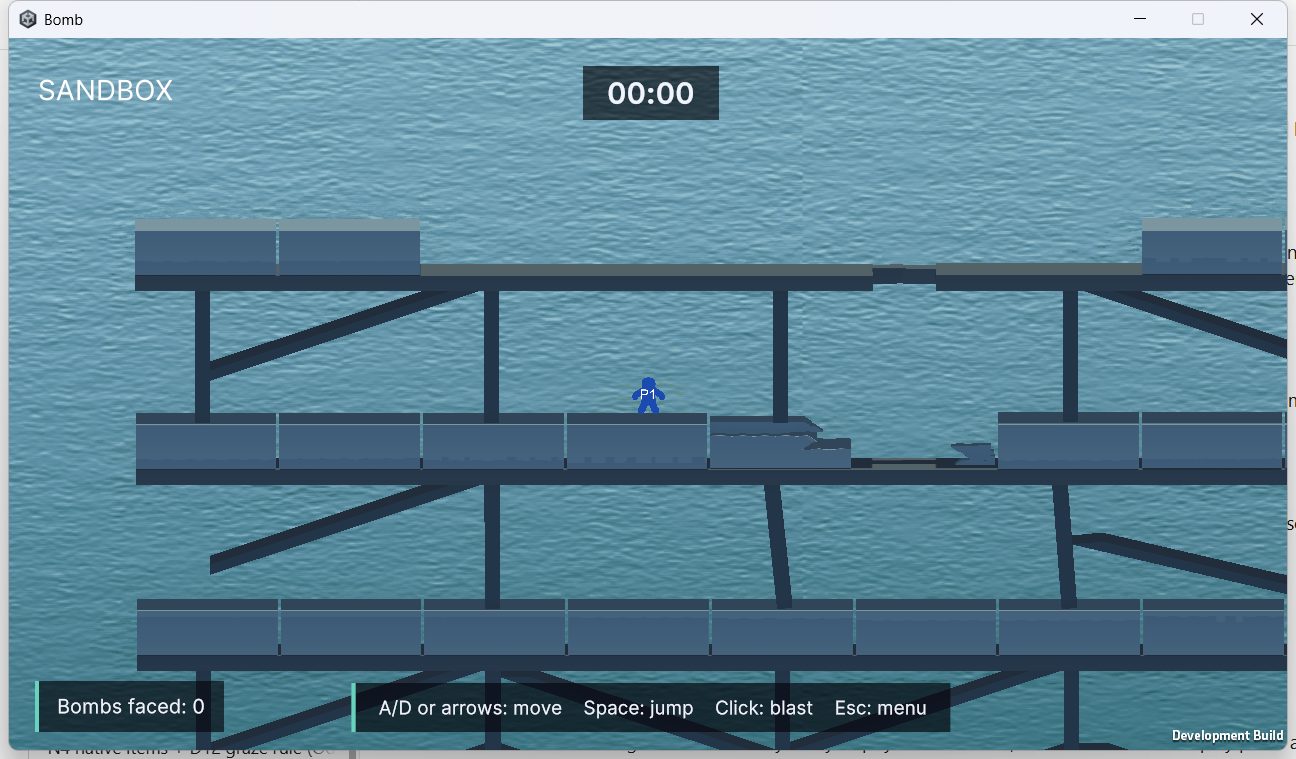 Bomb
SANDBOX
00:00
P1
Bombs faced: 0
A/D or arrows: move Space: jump Click: blast Esc: menu
Development Build